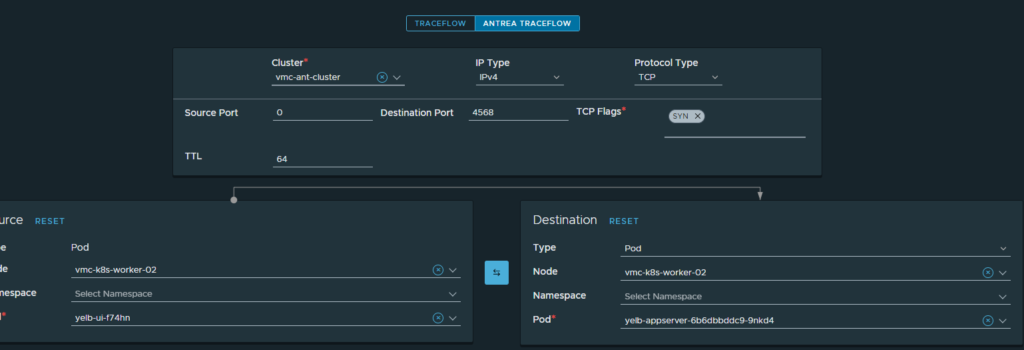 TRACEFLOW ANTREA TRACEFLOW
Cluster* IP Type Protocol Type
vmc-ant-cluster IPv4 TCP
Source Port 0 Destination Port 4568 TCP Flags* SYN
TTL 64
urce RESET
e Pod
de vmc-k8s-worker-02
mespace Select Namespace
* yelb-ui-f74hn
Destination RESET
Type Pod
Node vmc-k8s-worker-02
Namespace Select Namespace
Pod* yelb-appserver-6b6dbbddc9-9nkd4